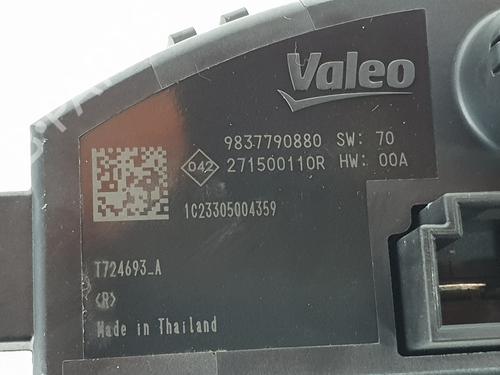 Valeo
9837790880 SW: 70
042 271500110R HW: 00A
1C23305004359
T724693_A
<R>
Made in Thailand